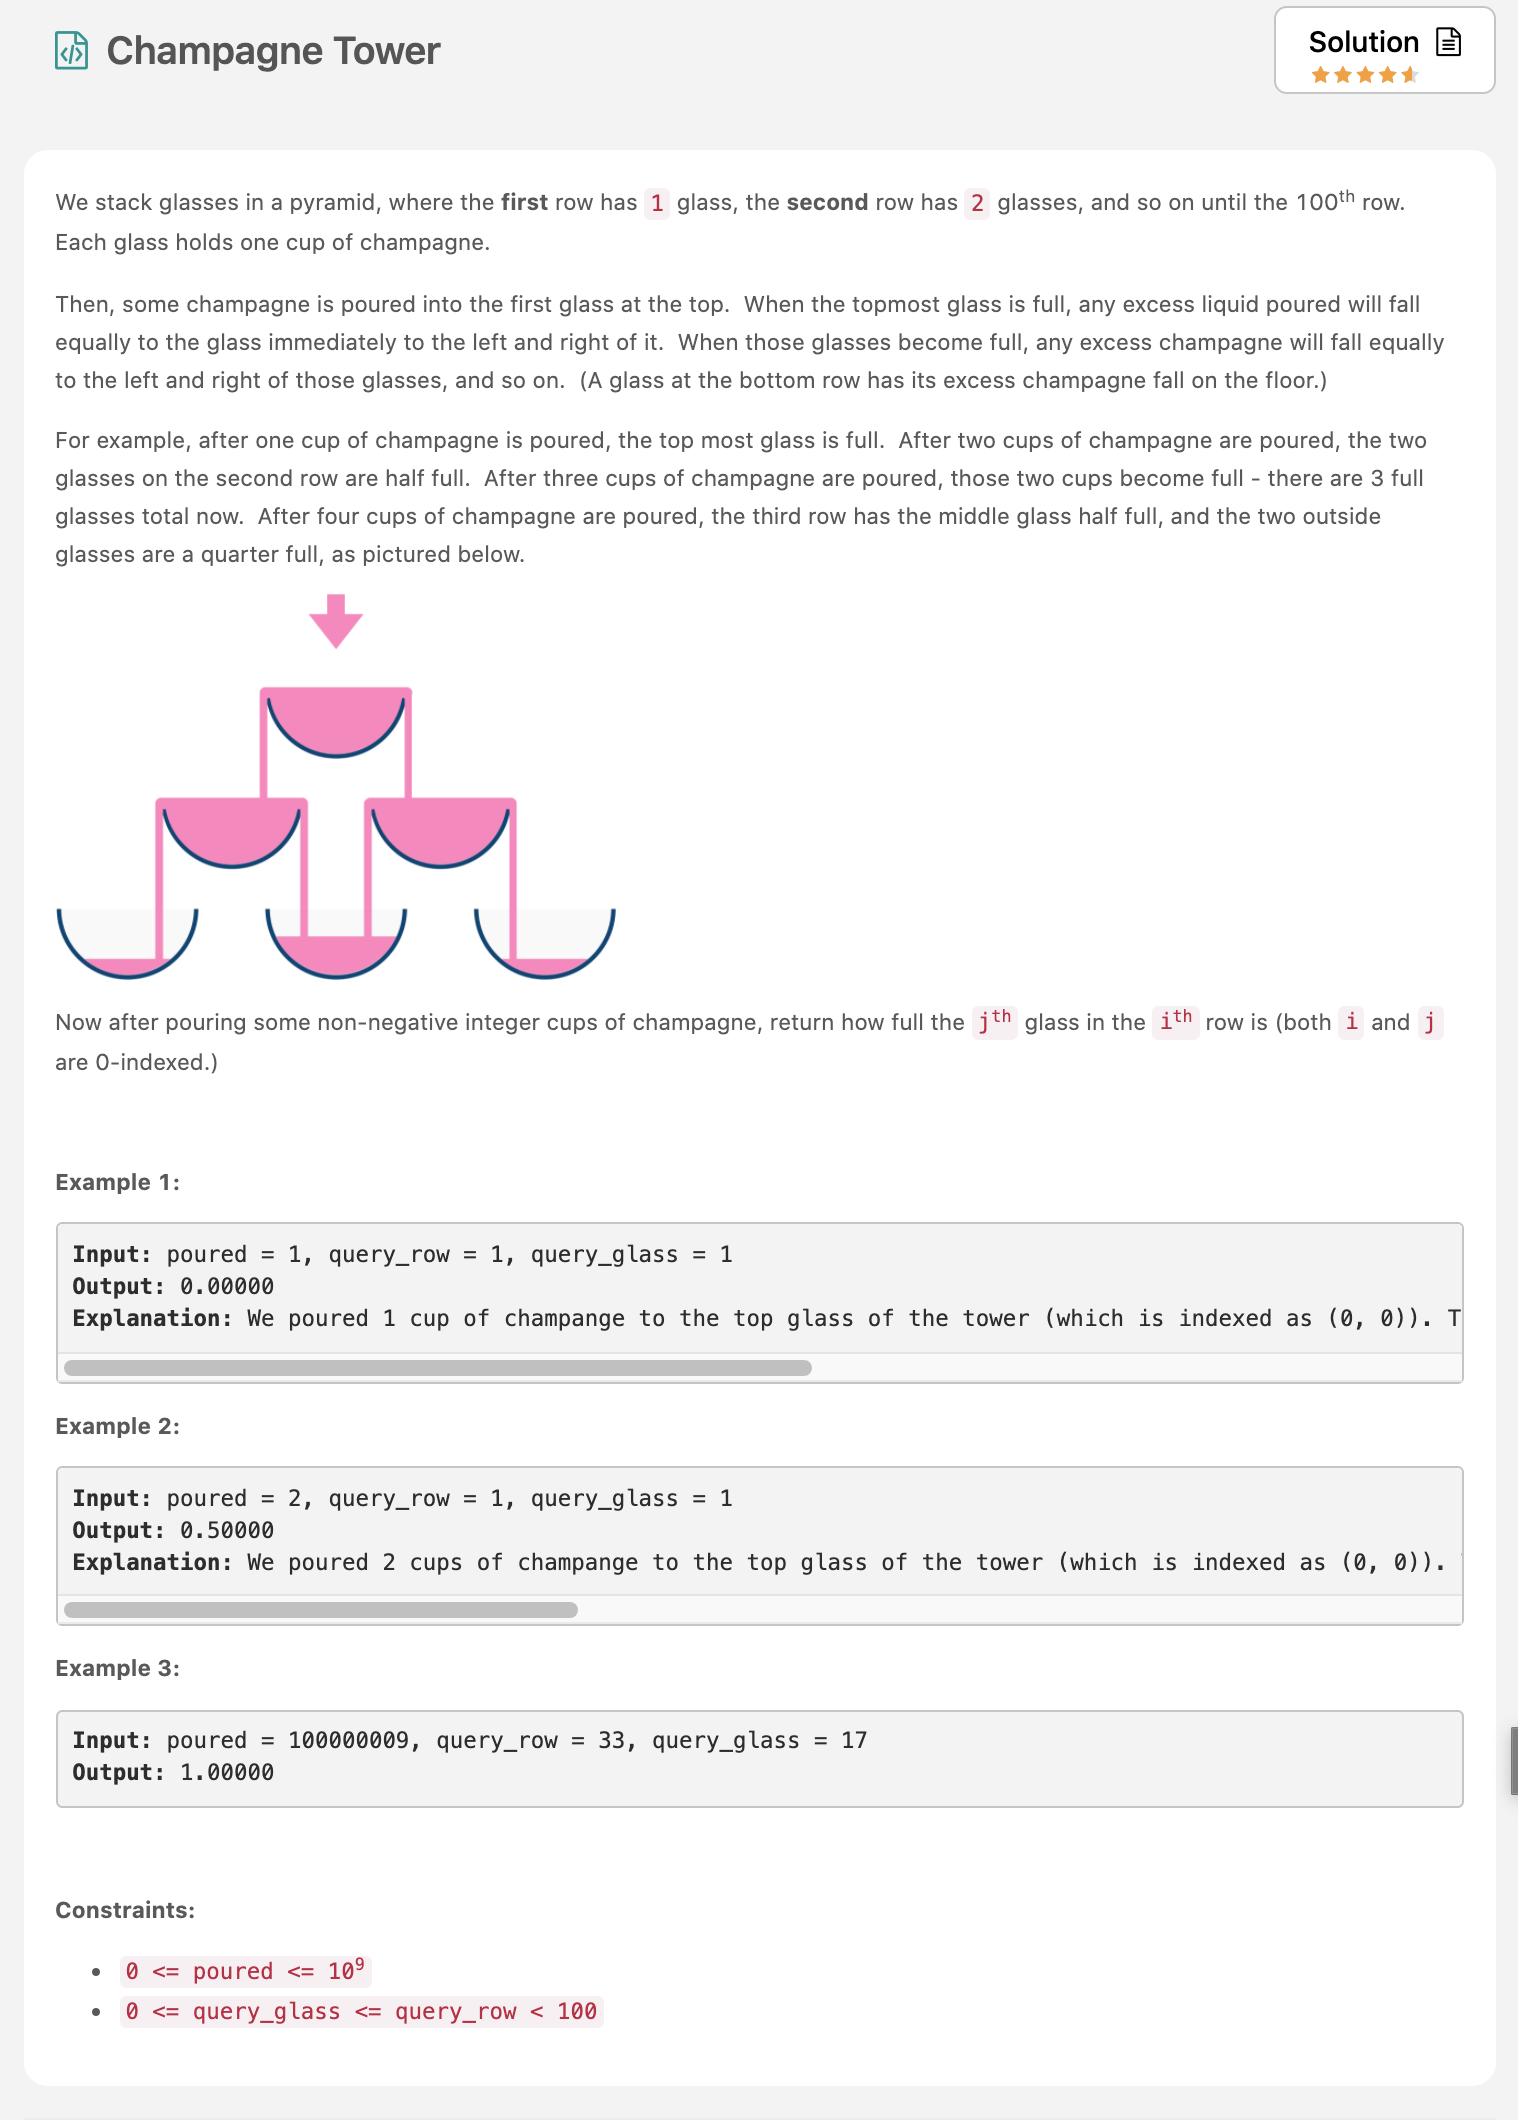 Champagne Tower
Solution
We stack glasses in a pyramid, where the first row has 1 glass, the second row has 2 glasses, and so on until the 100th row.
Each glass holds one cup of champagne.
Then, some champagne is poured into the first glass at the top.  When the topmost glass is full, any excess liquid poured will fall
equally to the glass immediately to the left and right of it.  When those glasses become full, any excess champagne will fall equally
to the left and right of those glasses, and so on.  (A glass at the bottom row has its excess champagne fall on the floor.)
For example, after one cup of champagne is poured, the top most glass is full.  After two cups of champagne are poured, the two
glasses on the second row are half full.  After three cups of champagne are poured, those two cups become full - there are 3 full
glasses total now.  After four cups of champagne are poured, the third row has the middle glass half full, and the two outside
glasses are a quarter full, as pictured below.
Now after pouring some non-negative integer cups of champagne, return how full the jth glass in the ith row is (both i and j
are 0-indexed.)
Example 1:
Input: poured = 1, query_row = 1, query_glass = 1
Output: 0.00000
Explanation: We poured 1 cup of champange to the top glass of the tower (which is indexed as (0, 0)). T
Example 2:
Input: poured = 2, query_row = 1, query_glass = 1
Output: 0.50000
Explanation: We poured 2 cups of champange to the top glass of the tower (which is indexed as (0, 0)).
Example 3:
Input: poured = 100000009, query_row = 33, query_glass = 17
Output: 1.00000
Constraints:
0 <= poured <= 10⁹
0 <= query_glass <= query_row < 100